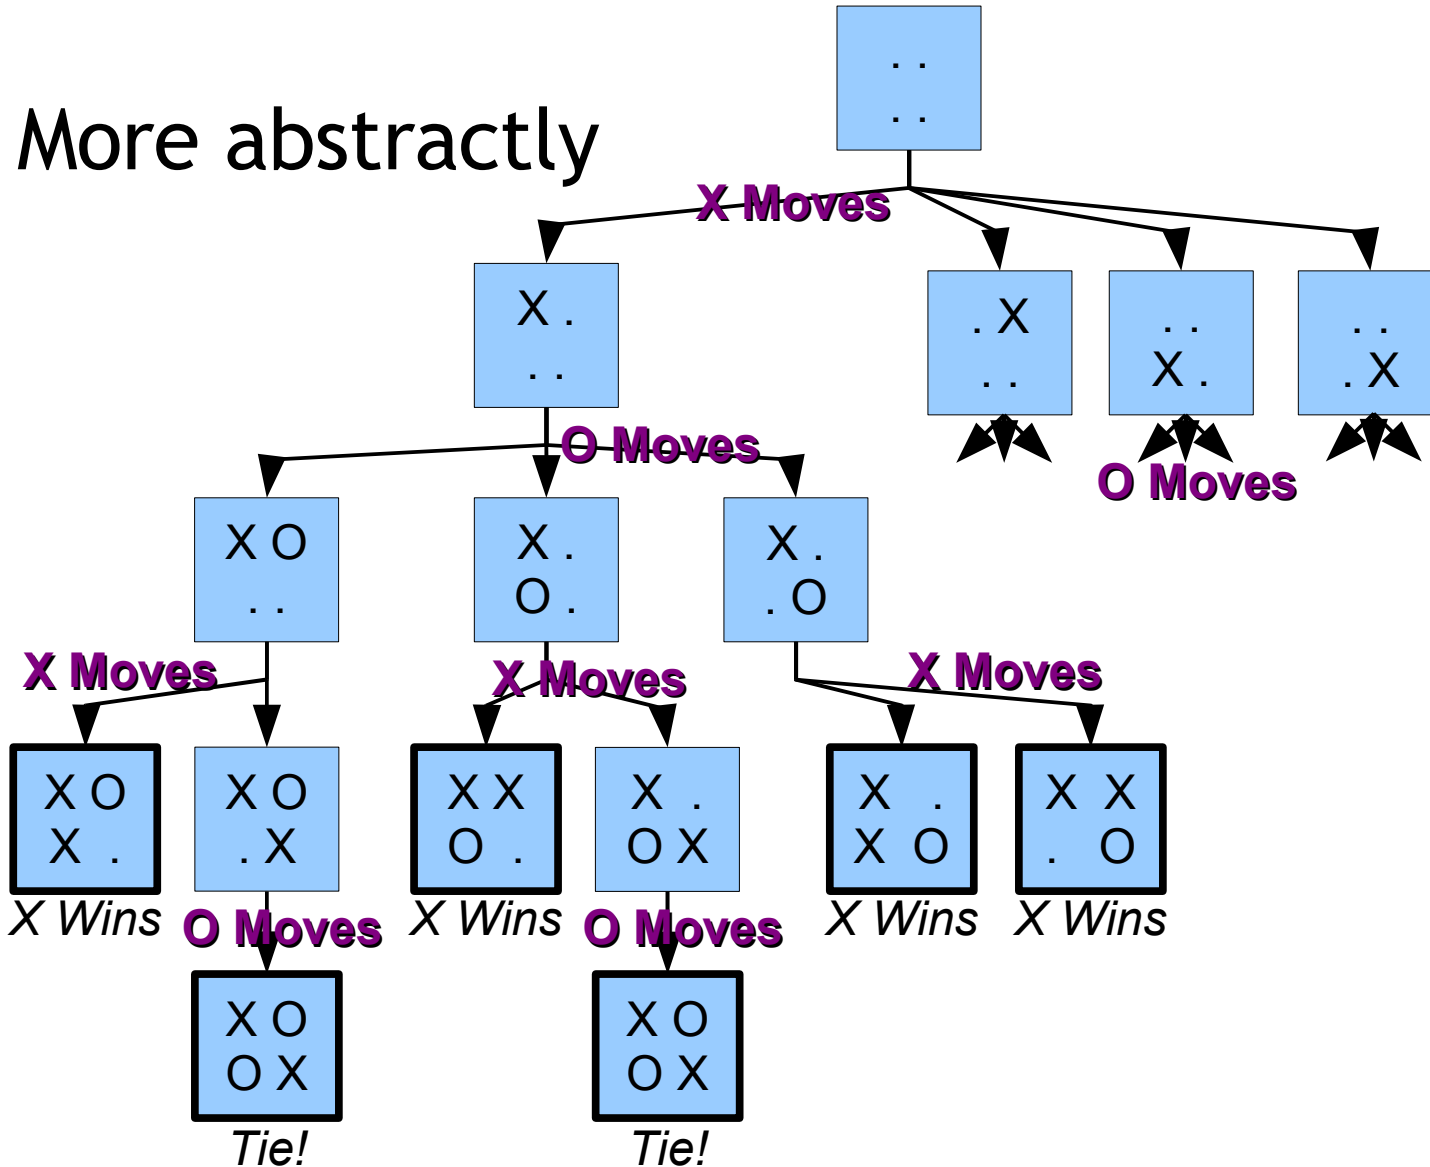 . .
. .
More abstractly
X Moves
X .
. .
. X
. .
. .
X .
. .
. X
O Moves
O Moves
X O
. .
X .
O .
X .
. O
X Moves
X Moves
X Moves
X O
X .
X O
. X
X X
O .
X .
O X
X .
X O
X X
. O
X Wins
O Moves
X Wins
O Moves
X Wins
X Wins
X O
O X
X O
O X
Tie!
Tie!